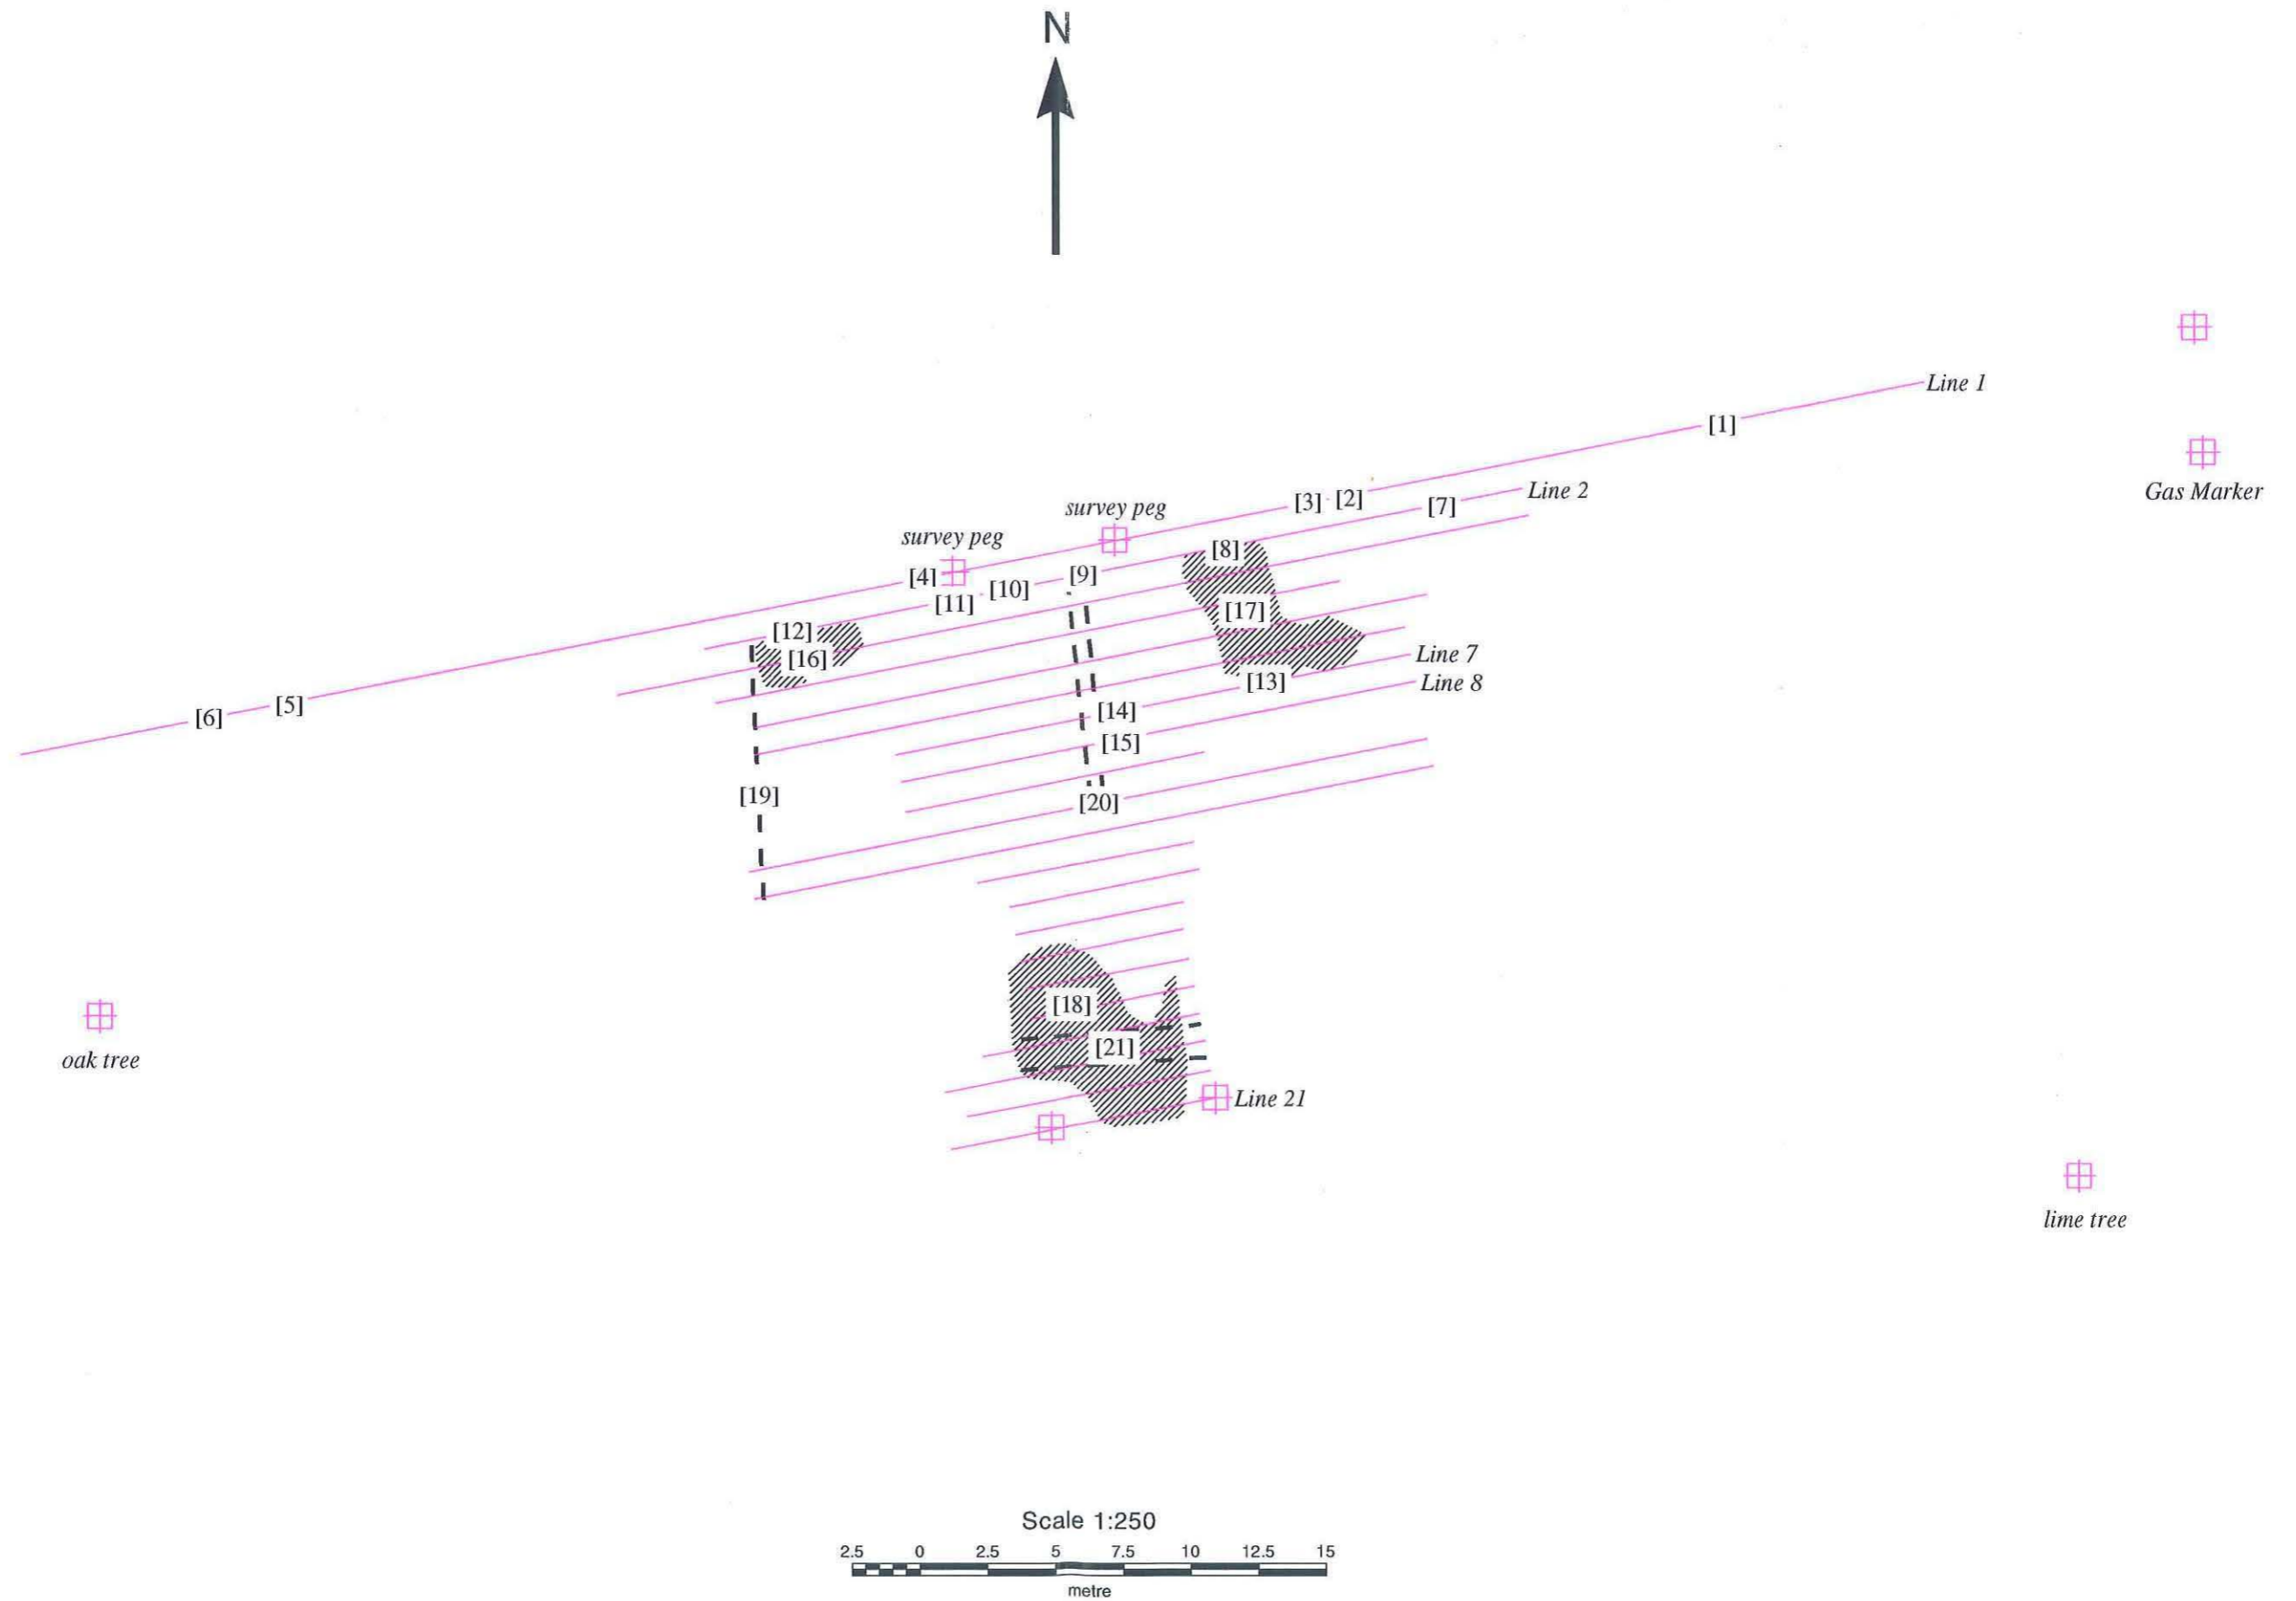 N
Line 1
[1]
Gas Marker
Line 2
[3] [2]
[7]
survey peg
survey peg
[8]
[4]
[9]
[10]
[11]
[17]
[12]
[16]
Line 7
[13]
Line 8
[6]
[5]
[14]
[15]
[19]
[20]
[18]
[21]
oak tree
Line 21
lime tree
Scale 1:250
2.5 0 2.5 5 7.5 10 12.5 15
metre